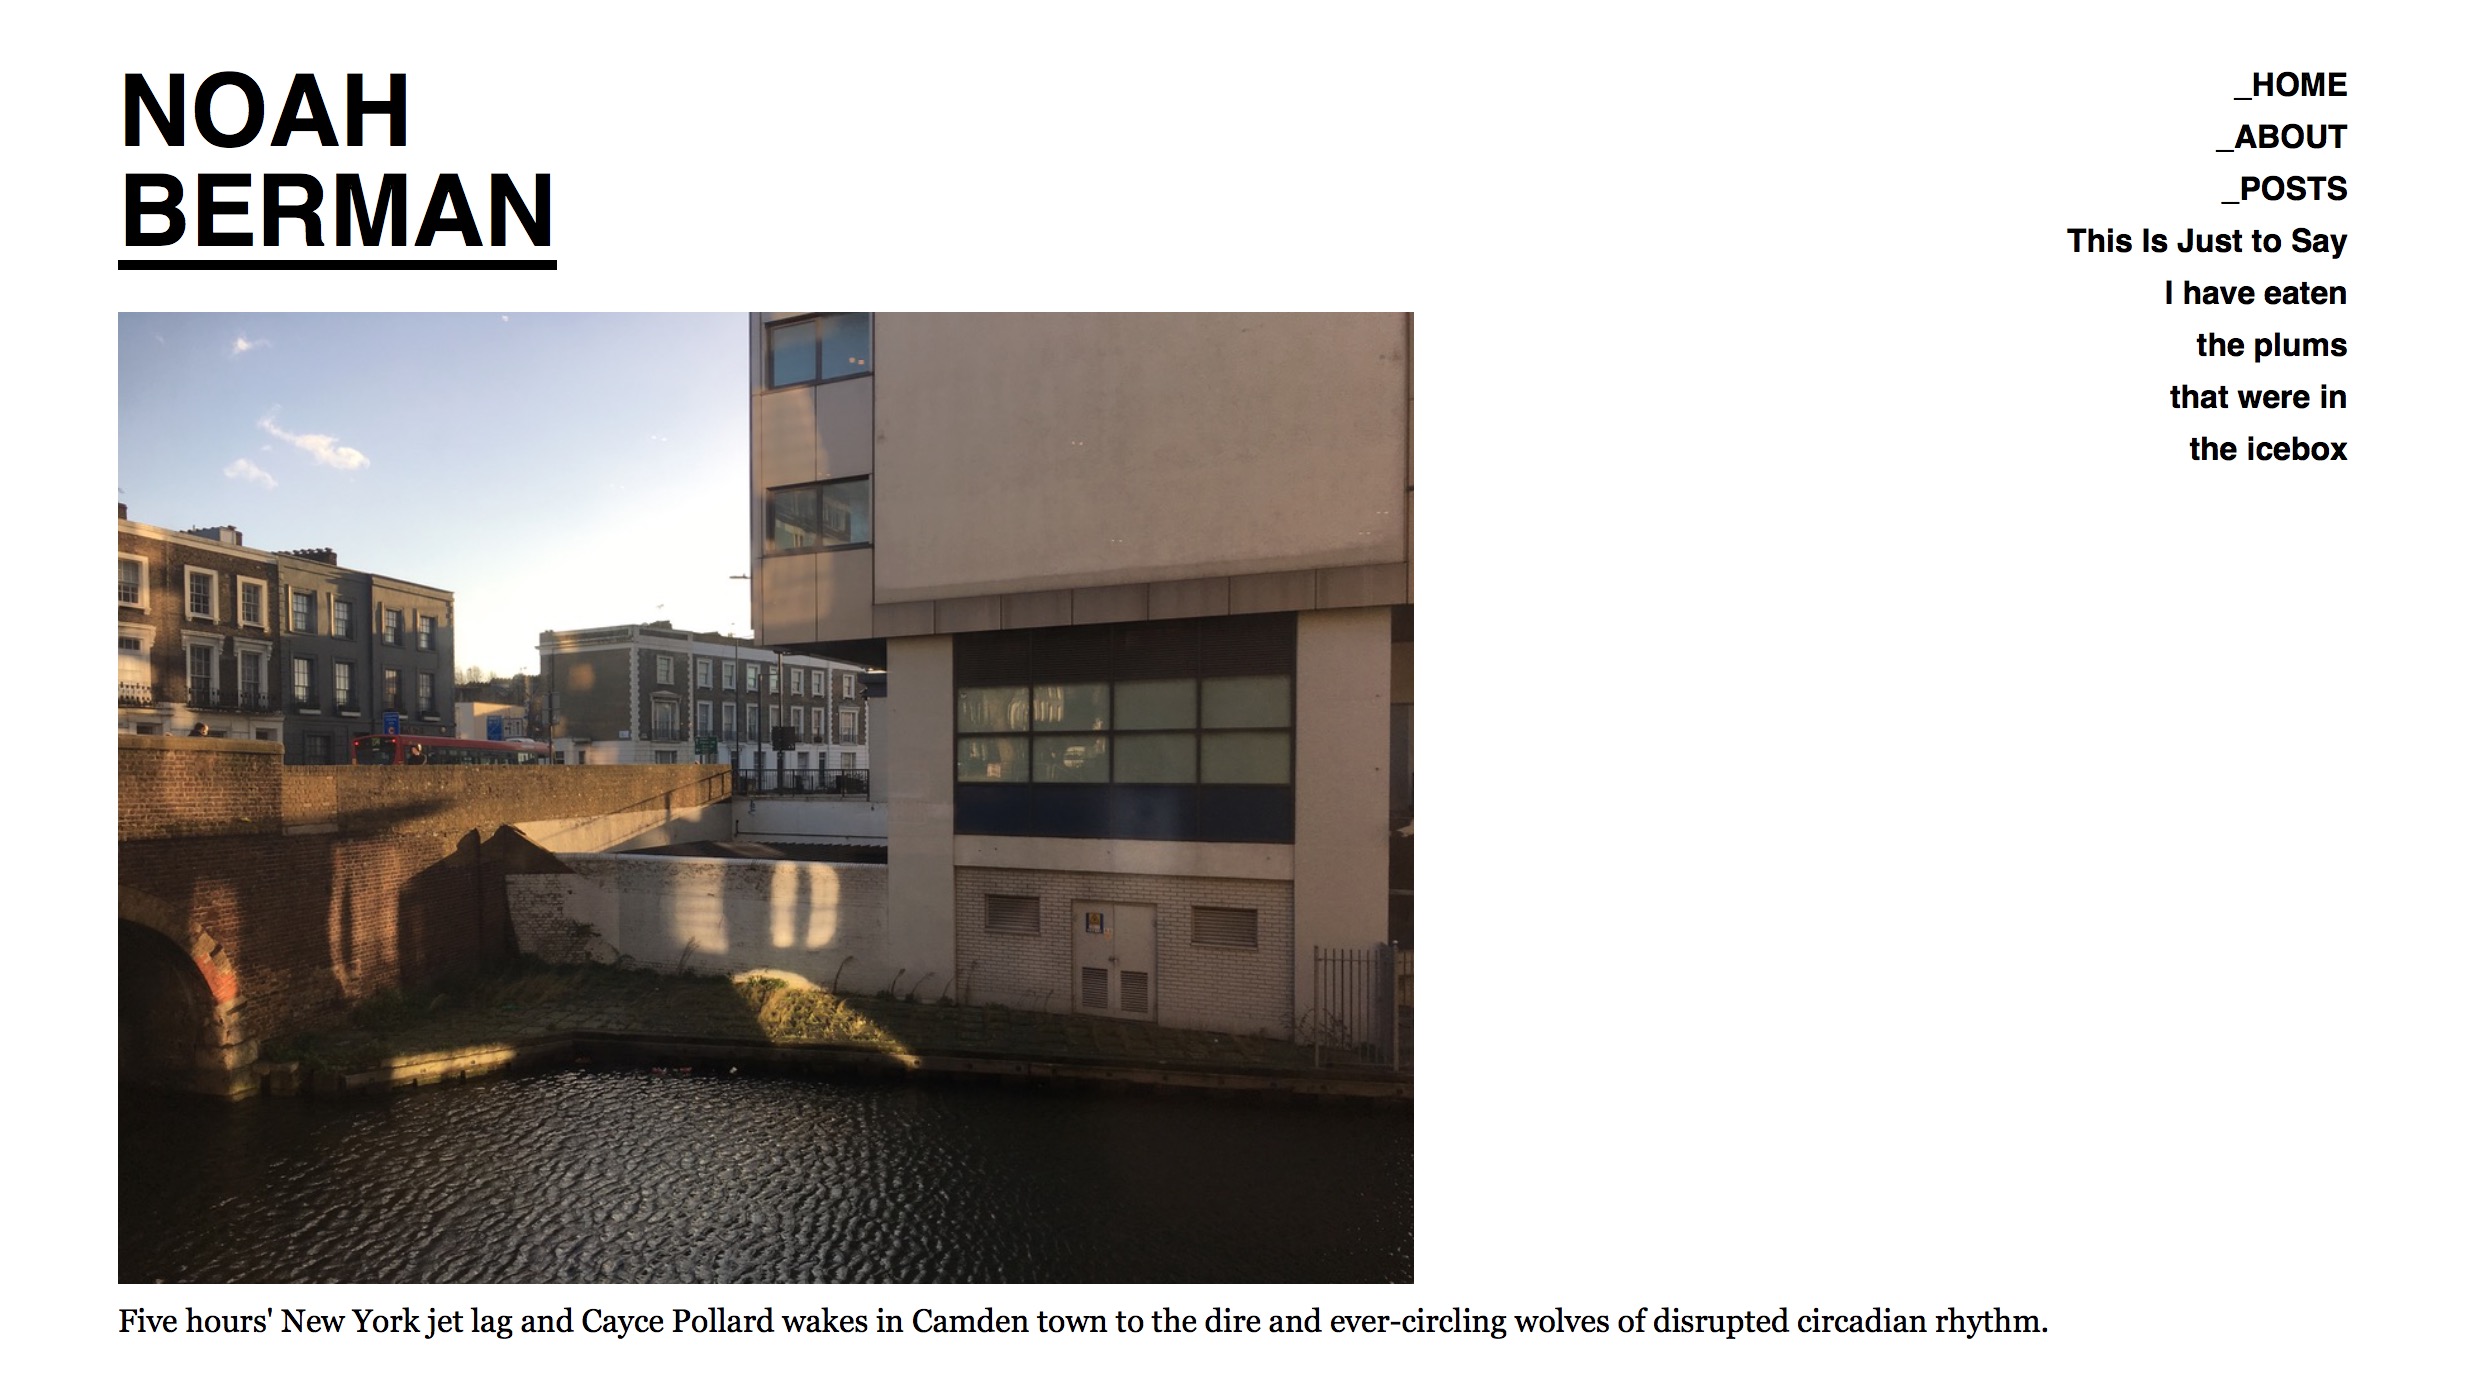 NOAH
BERMAN
_HOME
_ABOUT
_POSTS
This Is Just to Say
I have eaten
the plums
that were in
the icebox
Five hours' New York jet lag and Cayce Pollard wakes in Camden town to the dire and ever-circling wolves of disrupted circadian rhythm.